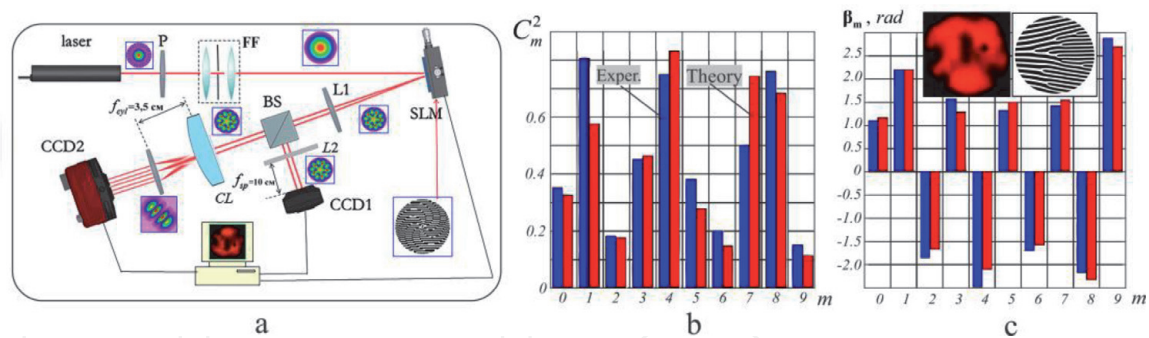 laser
P
FF
f_cyl=3,5 см
BS
L1
SLM
CCD2
L2
f_sp=10 см
CL
CCD1
a
C_m^2
0.6
0.4
0.2
0
Exper.
Theory
0 1 2 3 4 5 6 7 8 9 m
b
β_m, rad
2.5
2.0
1.5
1.0
0.5
-0.5
-1.0
-1.5
-2.0
0 1 2 3 4 5 6 7 8 9 m
c